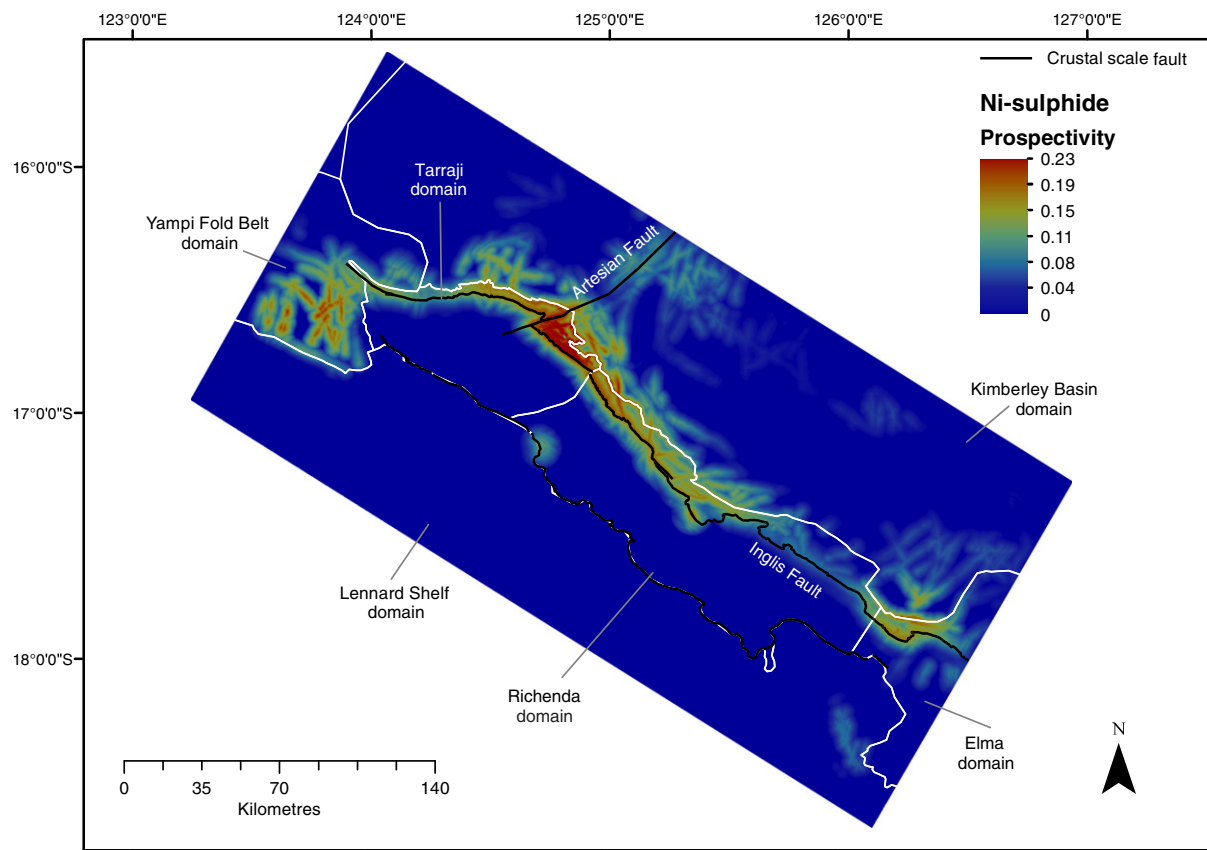 123°0'0"E
124°0'0"E
125°0'0"E
126°0'0"E
127°0'0"E
Crustal scale fault
Ni-sulphide
Prospectivity
0.23
0.19
0.15
0.11
0.08
0.04
0
16°0'0"S
17°0'0"S
18°0'0"S
Tarraji
domain
Yampi Fold Belt
domain
Artesian Fault
Kimberley Basin
domain
Inglis Fault
Lennard Shelf
domain
Richenda
domain
Elma
domain
N
0
35
70
140
Kilometres